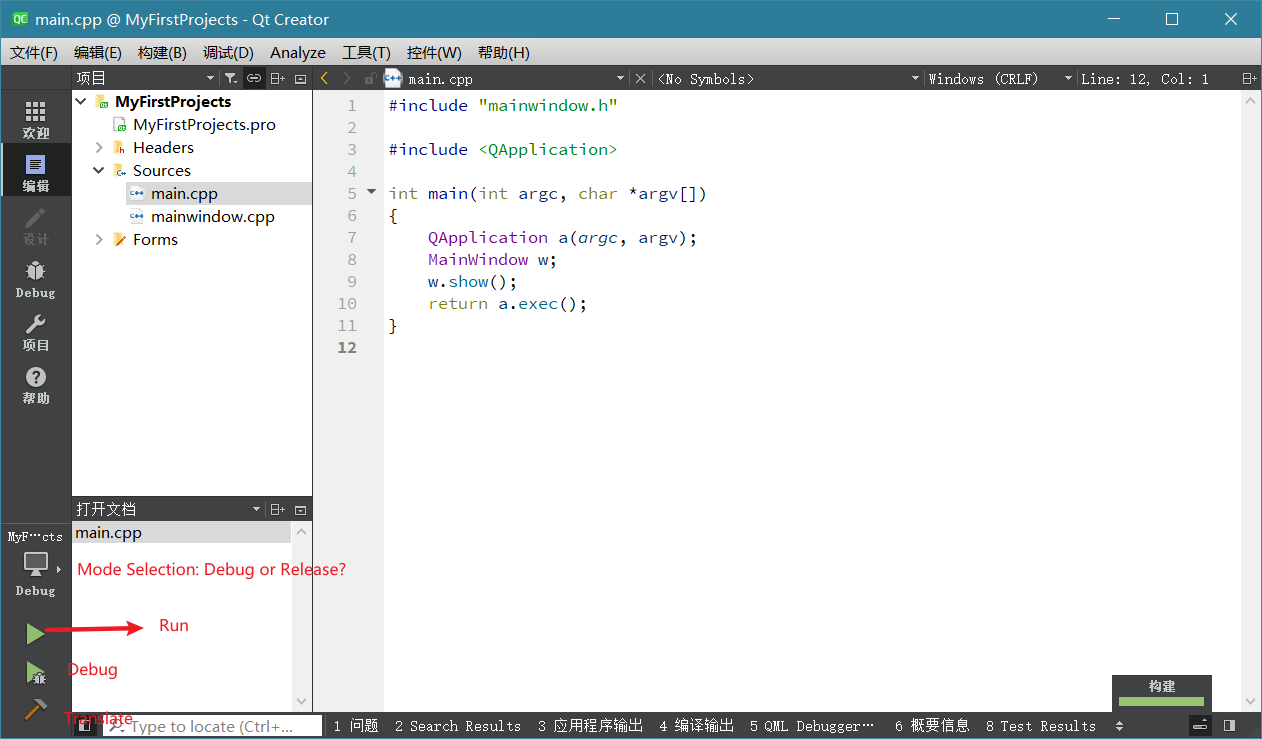 QC main.cpp @ MyFirstProjects - Qt Creator
文件(F) 编辑(E) 构建(B) 调试(D) Analyze 工具(T) 控件(W) 帮助(H)
项目 main.cpp <No Symbols> Windows (CRLF) Line: 12, Col: 1
欢迎
编辑
设计
Debug
项目
帮助
MyFirstProjects
MyFirstProjects.pro
Headers
Sources
main.cpp
mainwindow.cpp
Forms
1 #include "mainwindow.h"
2
3 #include <QApplication>
4
5 int main(int argc, char *argv[])
6 {
7     QApplication a(argc, argv);
8     MainWindow w;
9     w.show();
10     return a.exec();
11 }
12
打开文档
main.cpp
MyF⋯cts
Debug
Mode Selection: Debug or Release?
Run
Debug
Translate
构建
Type to locate (Ctrl+... 1 问题 2 Search Results 3 应用程序输出 4 编译输出 5 QML Debugger⋯ 6 概要信息 8 Test Results